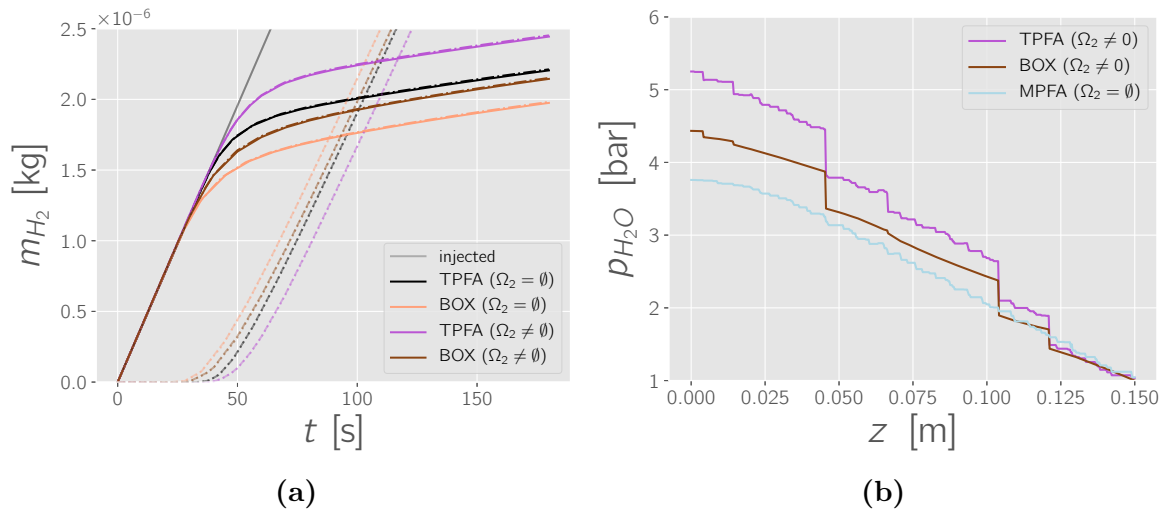 ×10⁻⁶
2.5
2.0
1.5
1.0
0.5
0.0
m_{H_2} [kg]
injected
TPFA (Ω₂ = ∅)
BOX (Ω₂ = ∅)
TPFA (Ω₂ ≠ ∅)
BOX (Ω₂ ≠ ∅)
0 50 100 150
t [s]
(a)
6
5
4
3
2
1
p_{H_2O} [bar]
TPFA (Ω₂ ≠ 0)
BOX (Ω₂ ≠ 0)
MPFA (Ω₂ = ∅)
0.000 0.025 0.050 0.075 0.100 0.125 0.150
z [m]
(b)